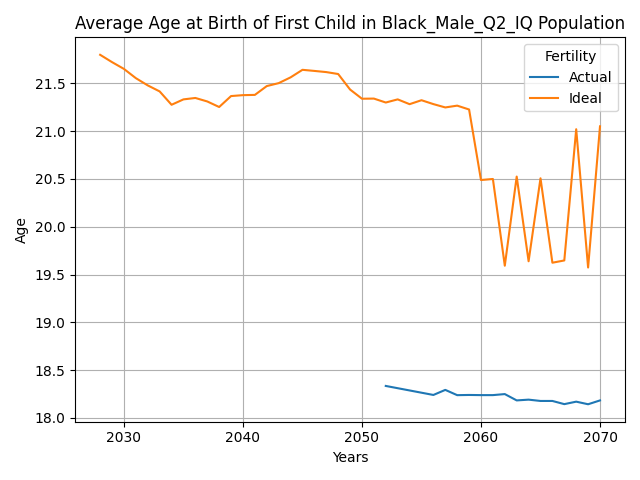 Average Age at Birth of First Child in Black_Male_Q2_IQ Population
Fertility
Actual
Ideal
21.5
21.0
20.5
20.0
19.5
19.0
18.5
18.0
Age
2030
2040
2050
2060
2070
Years